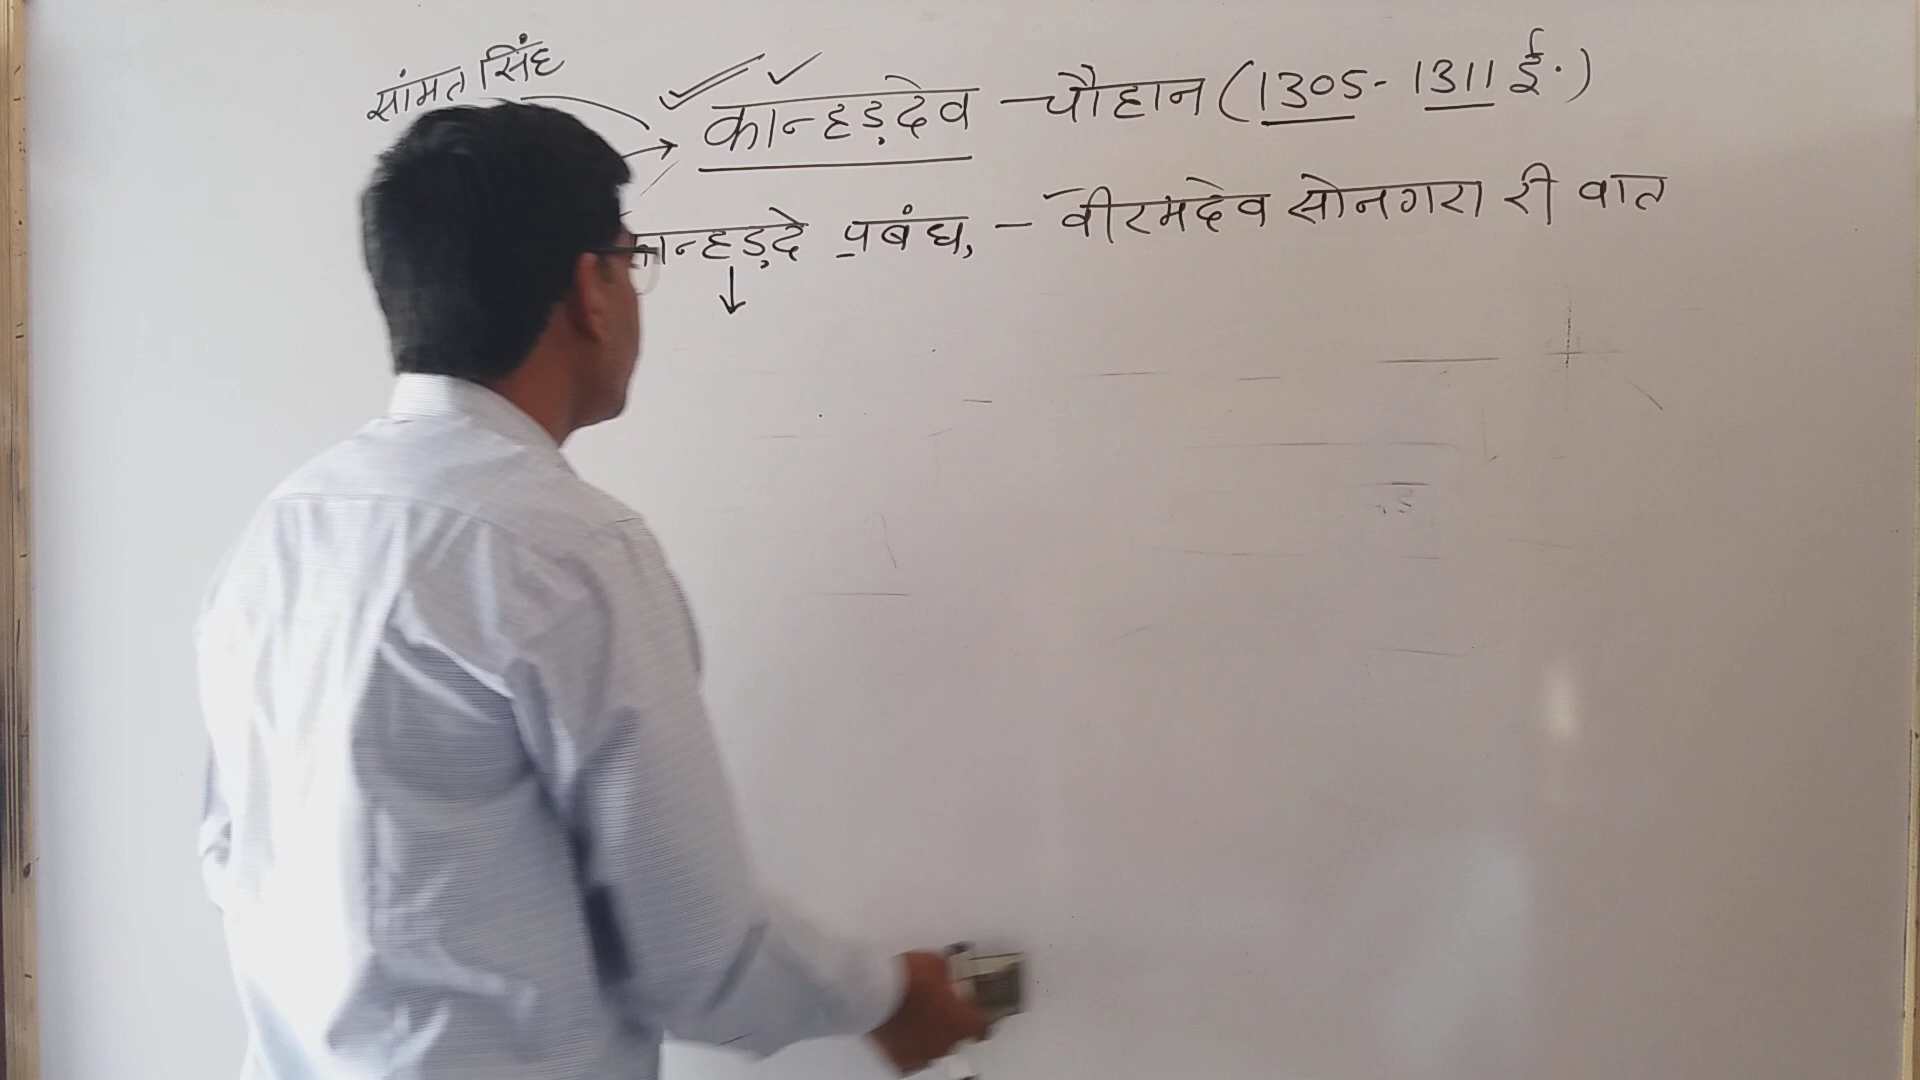 सांमत सिंह
कान्हड़देव - चौहान (1305 - 1311 ई.)
कान्हड़दे प्रबंध, - वीरमदेव सोनगरा री वात